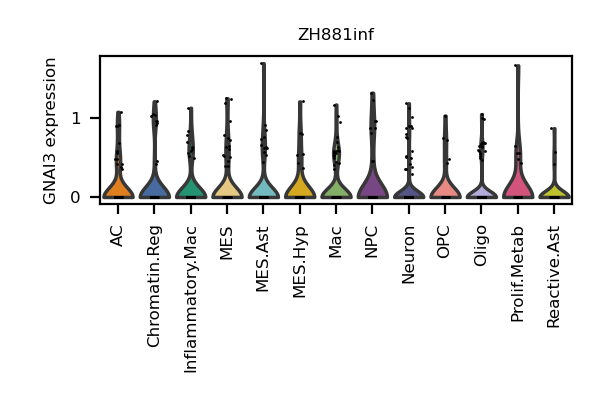 ZH881inf
GNAI3 expression
1
0
AC
Chromatin.Reg
Inflammatory.Mac
MES
MES.Ast
MES.Hyp
Mac
NPC
Neuron
OPC
Oligo
Prolif.Metab
Reactive.Ast